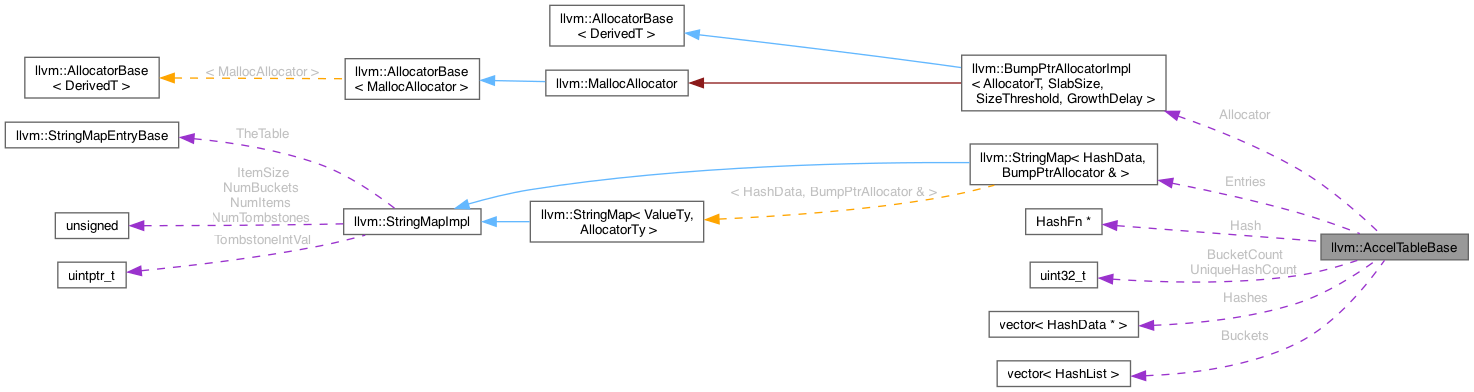 llvm::AllocatorBase
< DerivedT >
llvm::AllocatorBase
< DerivedT >
< MallocAllocator >
llvm::AllocatorBase
< MallocAllocator >
llvm::MallocAllocator
llvm::BumpPtrAllocatorImpl
< AllocatorT, SlabSize,
SizeThreshold, GrowthDelay >
Allocator
llvm::StringMapEntryBase
TheTable
llvm::StringMap< HashData,
BumpPtrAllocator & >
Entries
ItemSize
NumBuckets
NumItems
NumTombstones
< HashData, BumpPtrAllocator & >
unsigned
llvm::StringMapImpl
llvm::StringMap< ValueTy,
AllocatorTy >
HashFn *
Hash
TombstoneIntVal
llvm::AccelTableBase
uintptr_t
uint32_t
BucketCount
UniqueHashCount
Hashes
vector< HashData * >
Buckets
vector< HashList >